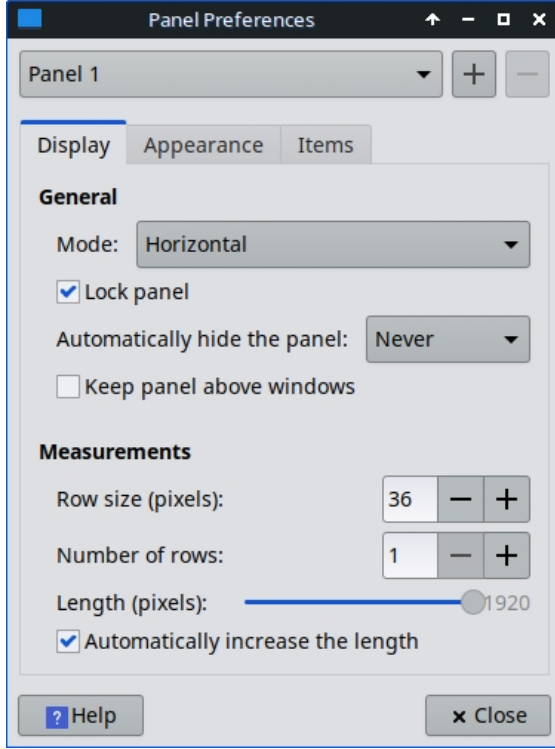 Panel Preferences
Panel 1
Display Appearance Items
General
Mode: Horizontal
Lock panel
Automatically hide the panel: Never
Keep panel above windows
Measurements
Row size (pixels): 36
Number of rows: 1
Length (pixels): 1920
Automatically increase the length
? Help
Close